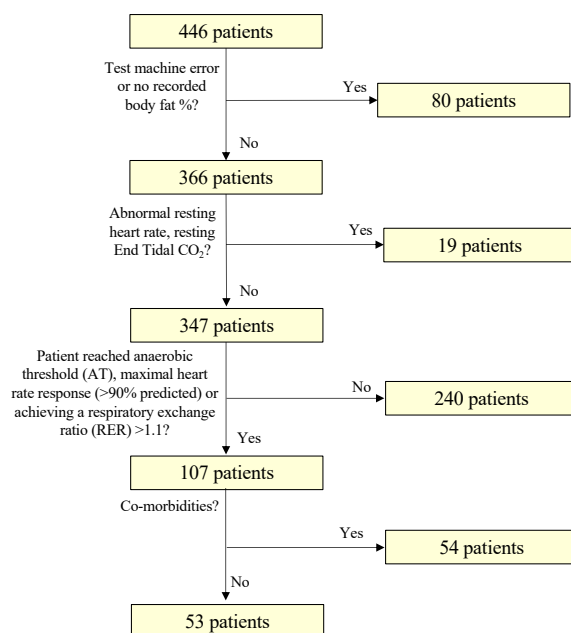 446 patients
Test machine error
or no recorded
body fat %?
Yes
80 patients
No
366 patients
Abnormal resting
heart rate, resting
End Tidal CO₂?
Yes
19 patients
No
347 patients
Patient reached anaerobic
threshold (AT), maximal heart
rate response (>90% predicted) or
achieving a respiratory exchange
ratio (RER) >1.1?
No
240 patients
Yes
107 patients
Co-morbidities?
Yes
54 patients
No
53 patients